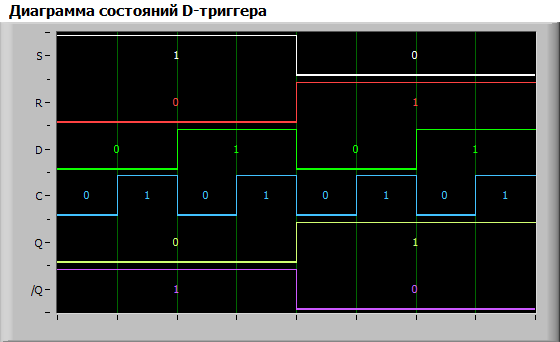 Диаграмма состояний D-триггера
S 1 0
R 0 1
D 0 1 0 1
C 0 1 0 1 0 1 0 1
Q 0 1
/Q 1 0